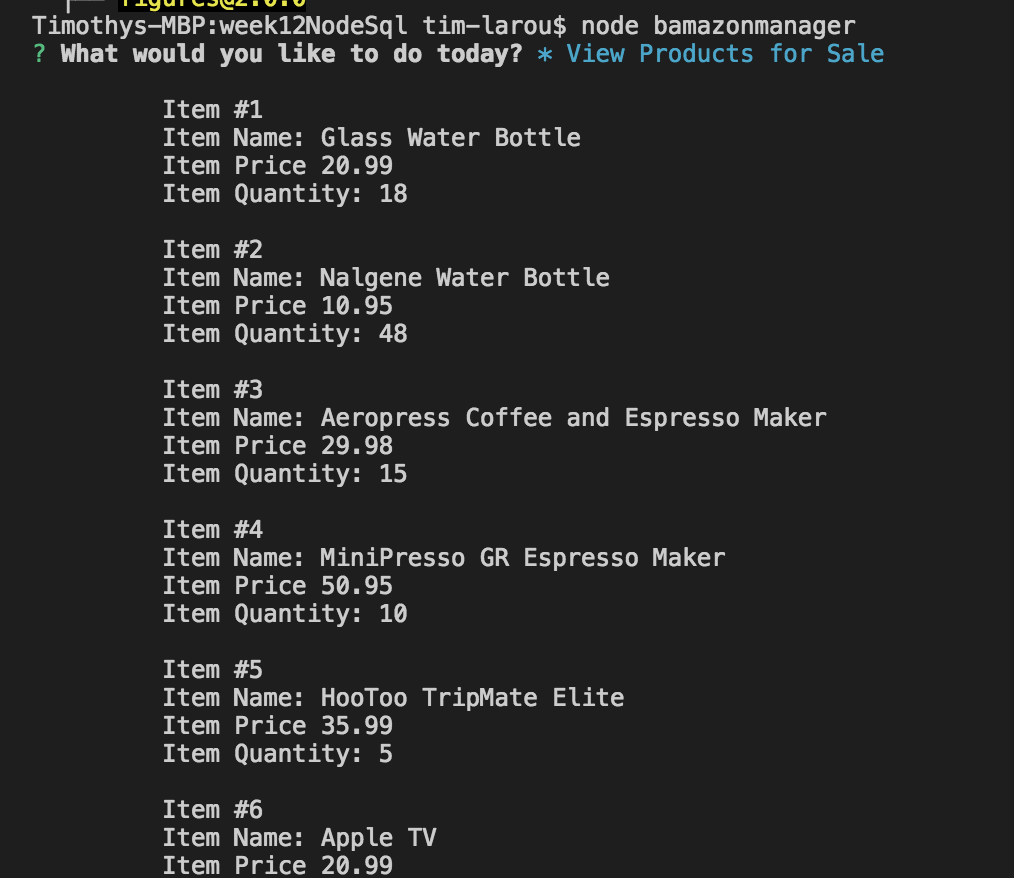 figures@2.0.0
Timothys-MBP:week12NodeSql tim-larou$ node bamazonmanager
? What would you like to do today? * View Products for Sale
Item #1
Item Name: Glass Water Bottle
Item Price 20.99
Item Quantity: 18
Item #2
Item Name: Nalgene Water Bottle
Item Price 10.95
Item Quantity: 48
Item #3
Item Name: Aeropress Coffee and Espresso Maker
Item Price 29.98
Item Quantity: 15
Item #4
Item Name: MiniPresso GR Espresso Maker
Item Price 50.95
Item Quantity: 10
Item #5
Item Name: HooToo TripMate Elite
Item Price 35.99
Item Quantity: 5
Item #6
Item Name: Apple TV
Item Price 20.99